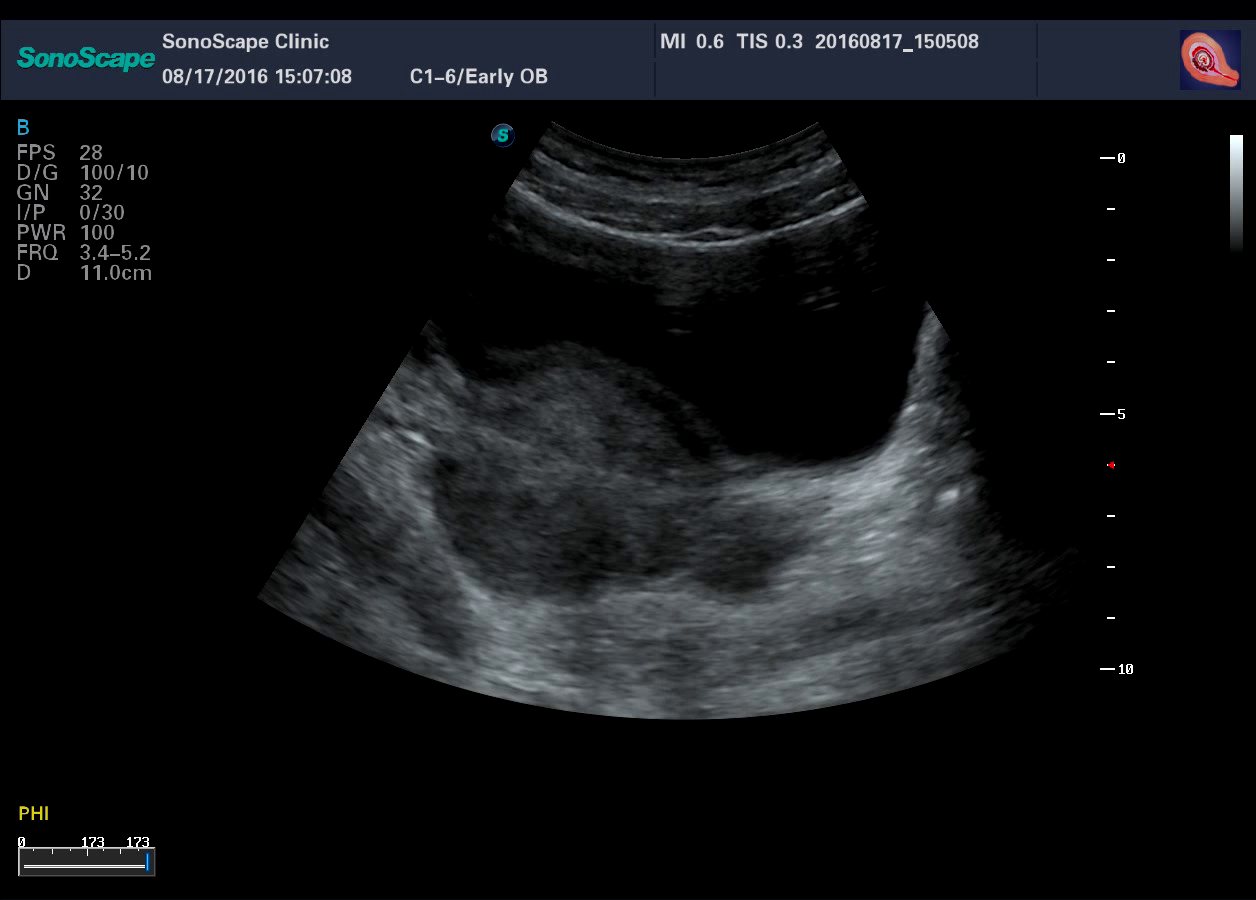 SonoScape
SonoScape Clinic
MI 0.6 TIS 0.3 20160817_150508
08/17/2016 15:07:08 C1-6/Early OB
B
S
FPS 28
D/G 100/10
GN 32
I/P 0/30
PWR 100
FRQ 3.4-5.2
D 11.0cm
0
5
10
PHI
0 173 173